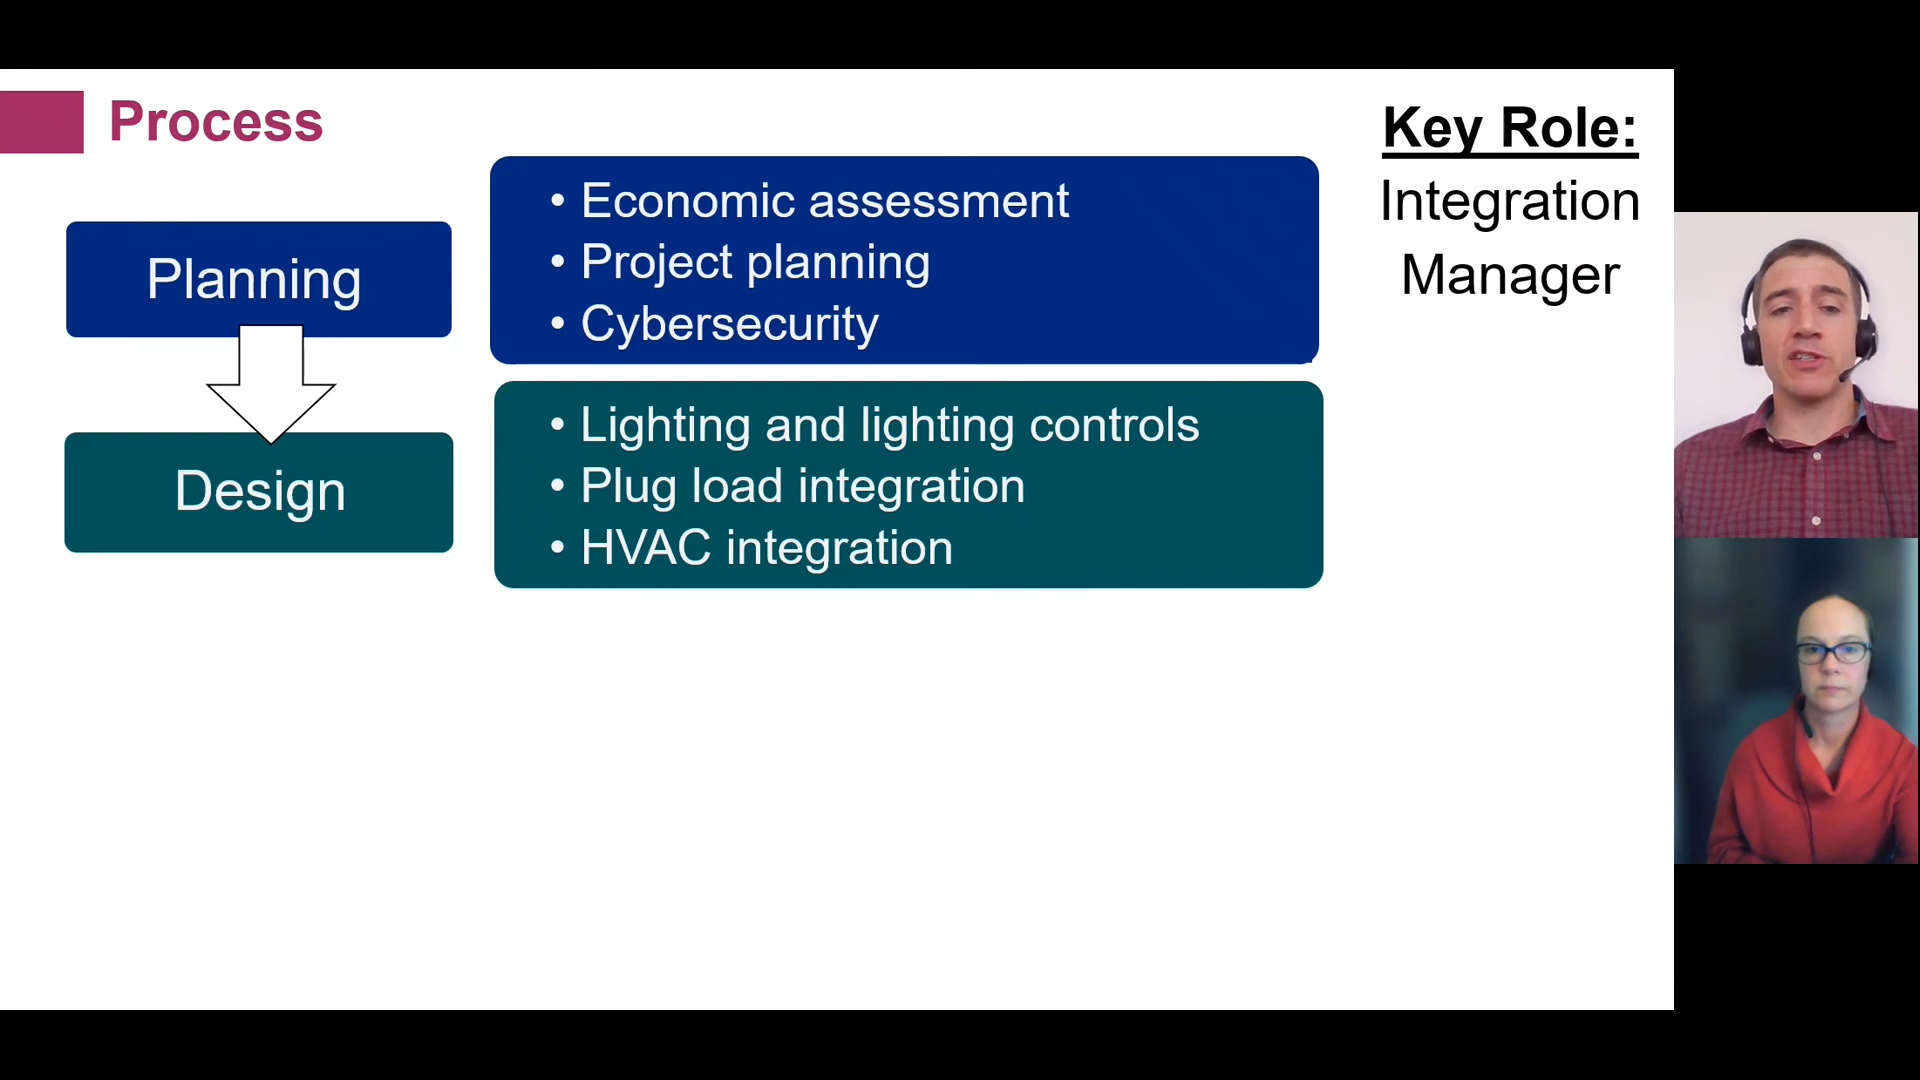 Process
Key Role:
Integration
Manager
Planning
• Economic assessment
• Project planning
• Cybersecurity
Design
• Lighting and lighting controls
• Plug load integration
• HVAC integration